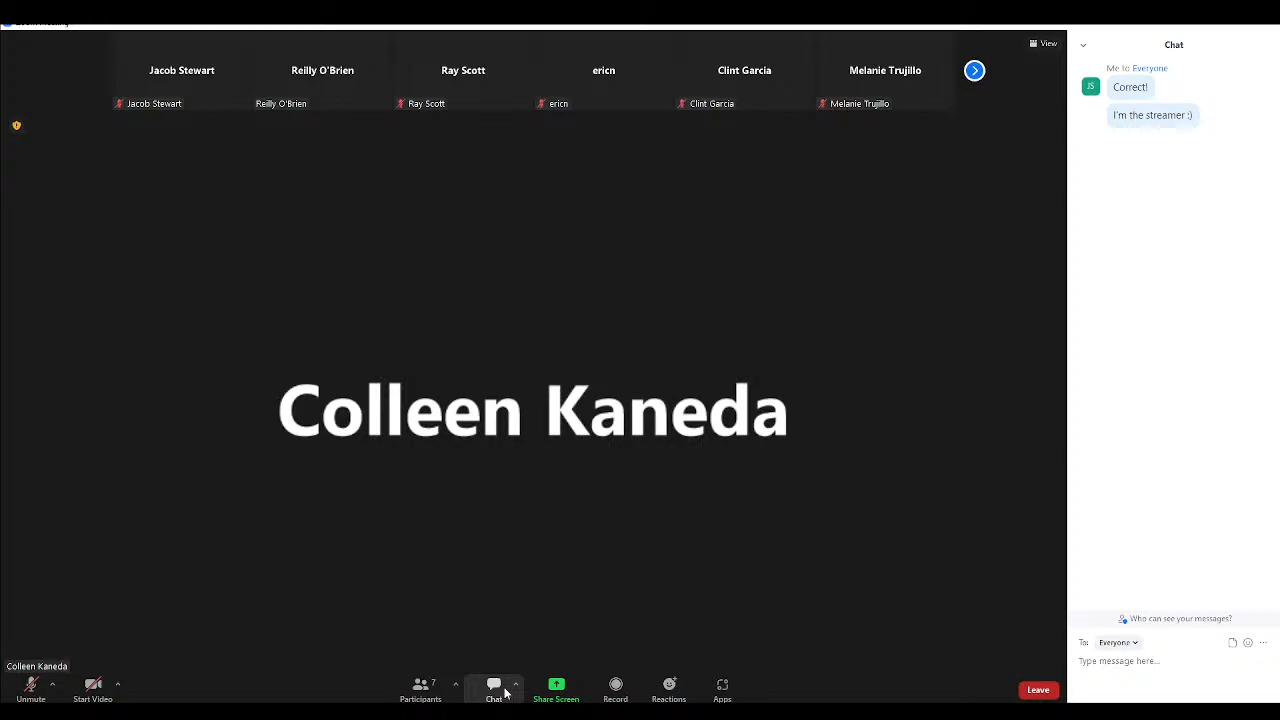 View
Chat
Jacob Stewart
Reilly O'Brien
Ray Scott
ericn
Clint Garcia
Melanie Trujillo
Jacob Stewart
Reilly O'Brien
Ray Scott
ericn
Clint Garcia
Melanie Trujillo
Me to Everyone
JS
Correct!
I'm the streamer :)
Colleen Kaneda
Who can see your messages?
To: Everyone
Type message here...
Colleen Kaneda
Unmute
Start Video
7
Participants
Chat
Share Screen
Record
Reactions
Apps
Leave